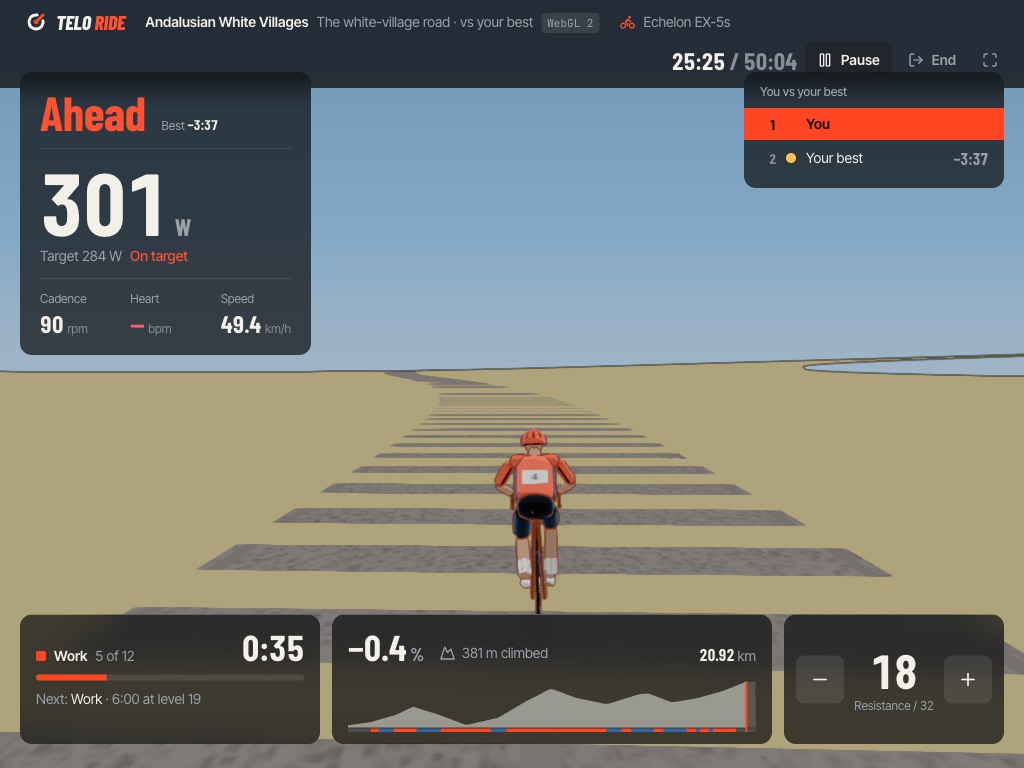 TELO RIDE Andalusian White Villages The white-village road · vs your best WebGL 2 Echelon EX-5s
25:25 / 50:04 Pause End
Ahead Best −3:37
301 W
Target 284 W On target
Cadence Heart Speed
90 rpm – bpm 49.4 km/h
You vs your best
1 You
2 Your best −3:37
4
Work 5 of 12 0:35
Next: Work · 6:00 at level 19
−0.4 % 381 m climbed 20.92 km
− 18 +
Resistance / 32